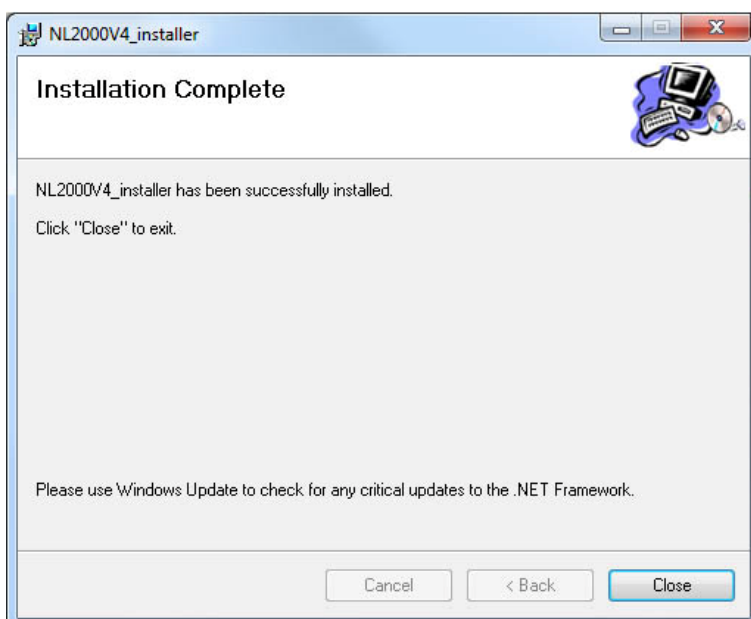 NL2000V4_installer
Installation Complete
NL2000V4_installer has been successfully installed.
Click "Close" to exit.
Please use Windows Update to check for any critical updates to the .NET Framework.
Cancel
< Back
Close